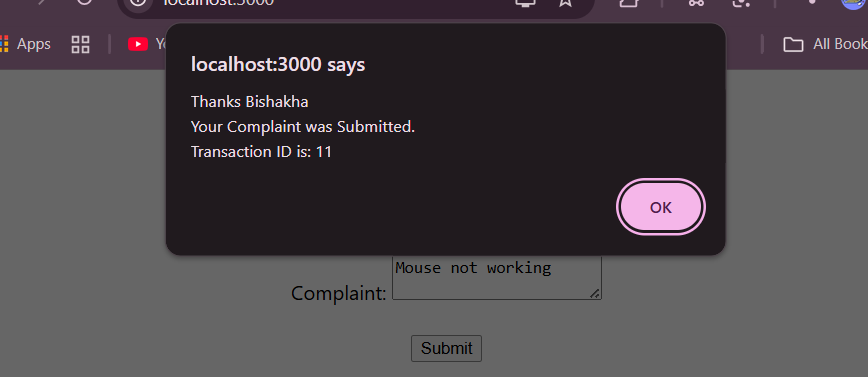 localhost:3000
Apps
All Book
localhost:3000 says
Thanks Bishakha
Your Complaint was Submitted.
Transaction ID is: 11
OK
Mouse not working
Complaint:
Submit